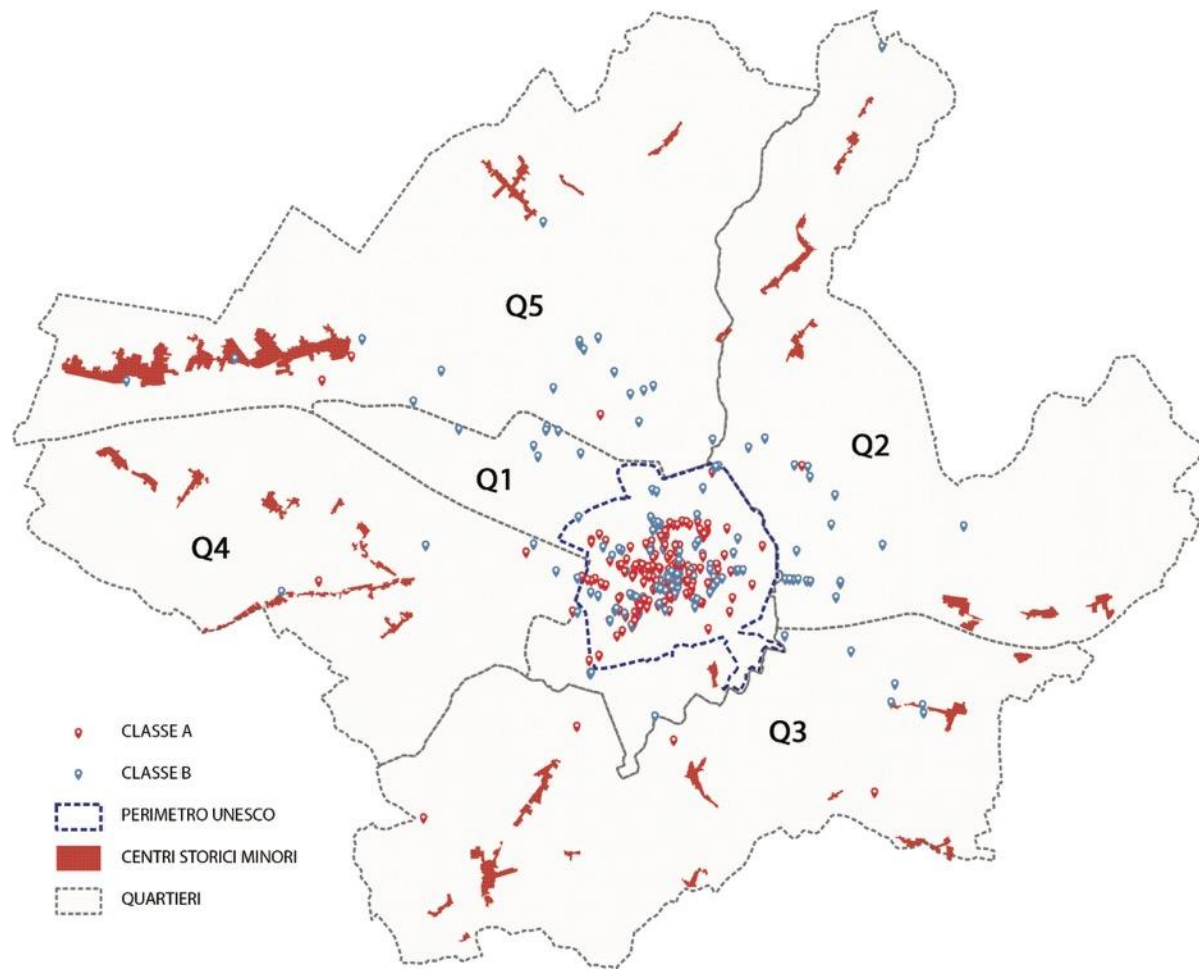 Q5
Q2
Q1
Q4
Q3
CLASSE A
CLASSE B
PERIMETRO UNESCO
CENTRI STORICI MINORI
QUARTIERI